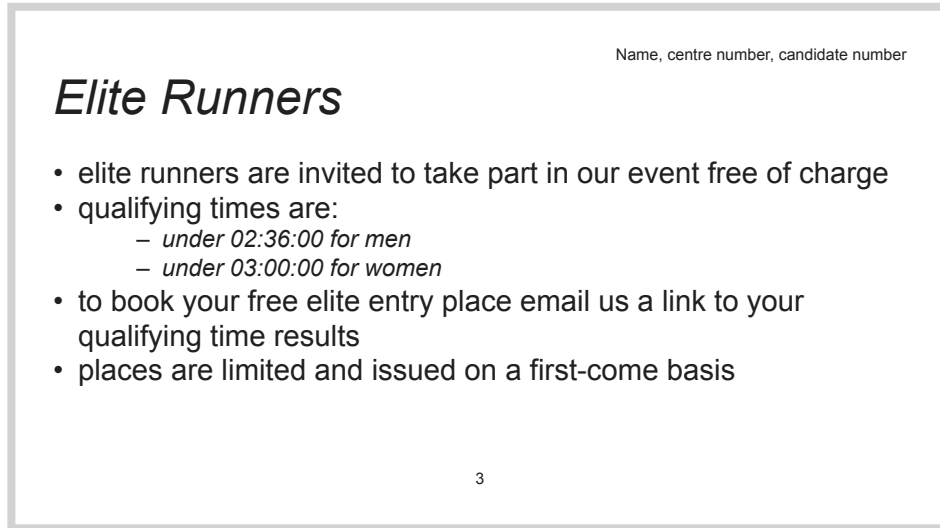 Name, centre number, candidate number
Elite Runners
• elite runners are invited to take part in our event free of charge
• qualifying times are:
– under 02:36:00 for men
– under 03:00:00 for women
• to book your free elite entry place email us a link to your
qualifying time results
• places are limited and issued on a first-come basis
3